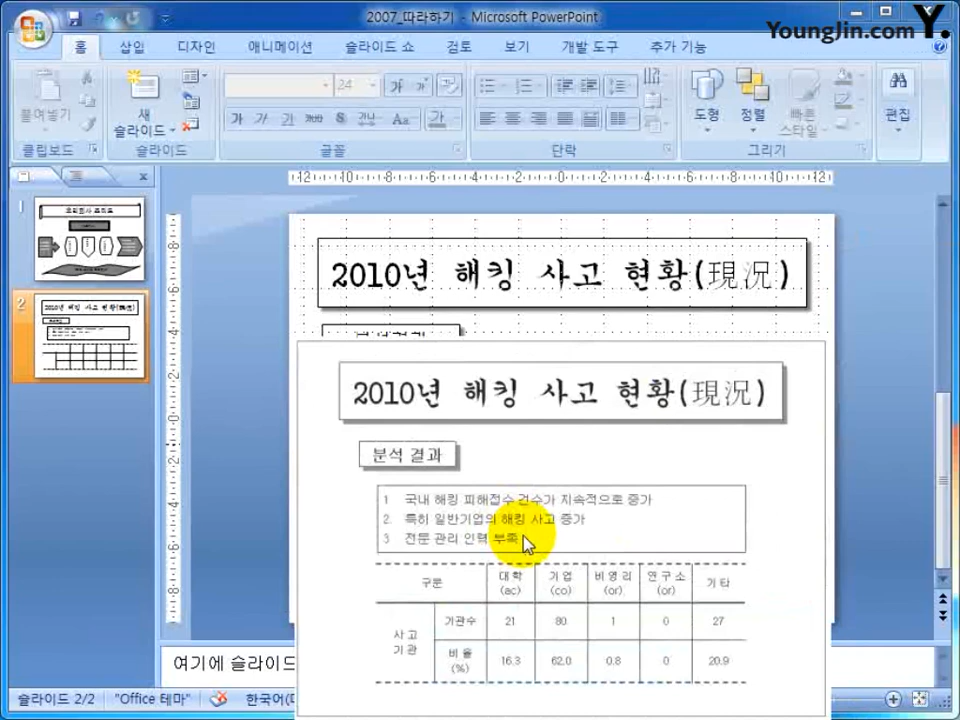 2007_따라하기 - Microsoft PowerPoint
YoungJin.com Y.
홈 삽입 디자인 애니메이션 슬라이드 쇼 검토 보기 개발 도구 추가 기능
붙여넣기
새
슬라이드
24
가
도형
정렬
빠른
스타일
편집
클립보드 슬라이드 글꼴 단락 그리기
1
2
2010년 해킹 사고 현황(現況)
2010년 해킹 사고 현황(現況)
분석 결과
1 국내 해킹 피해접수 건수가 지속적으로 증가
2. 특히 일반기업의 해킹 사고 증가
3 전문 관리 인력 부족
구분 대학 (ac) 기업 (co) 비영리 (or) 연구소 (or) 기타
사고 기관 기관수 21 80 1 0 27
비율 (%) 16.3 62.0 0.8 0 20.9
여기에 슬라이드
슬라이드 2/2 "Office 테마" 한국어(대